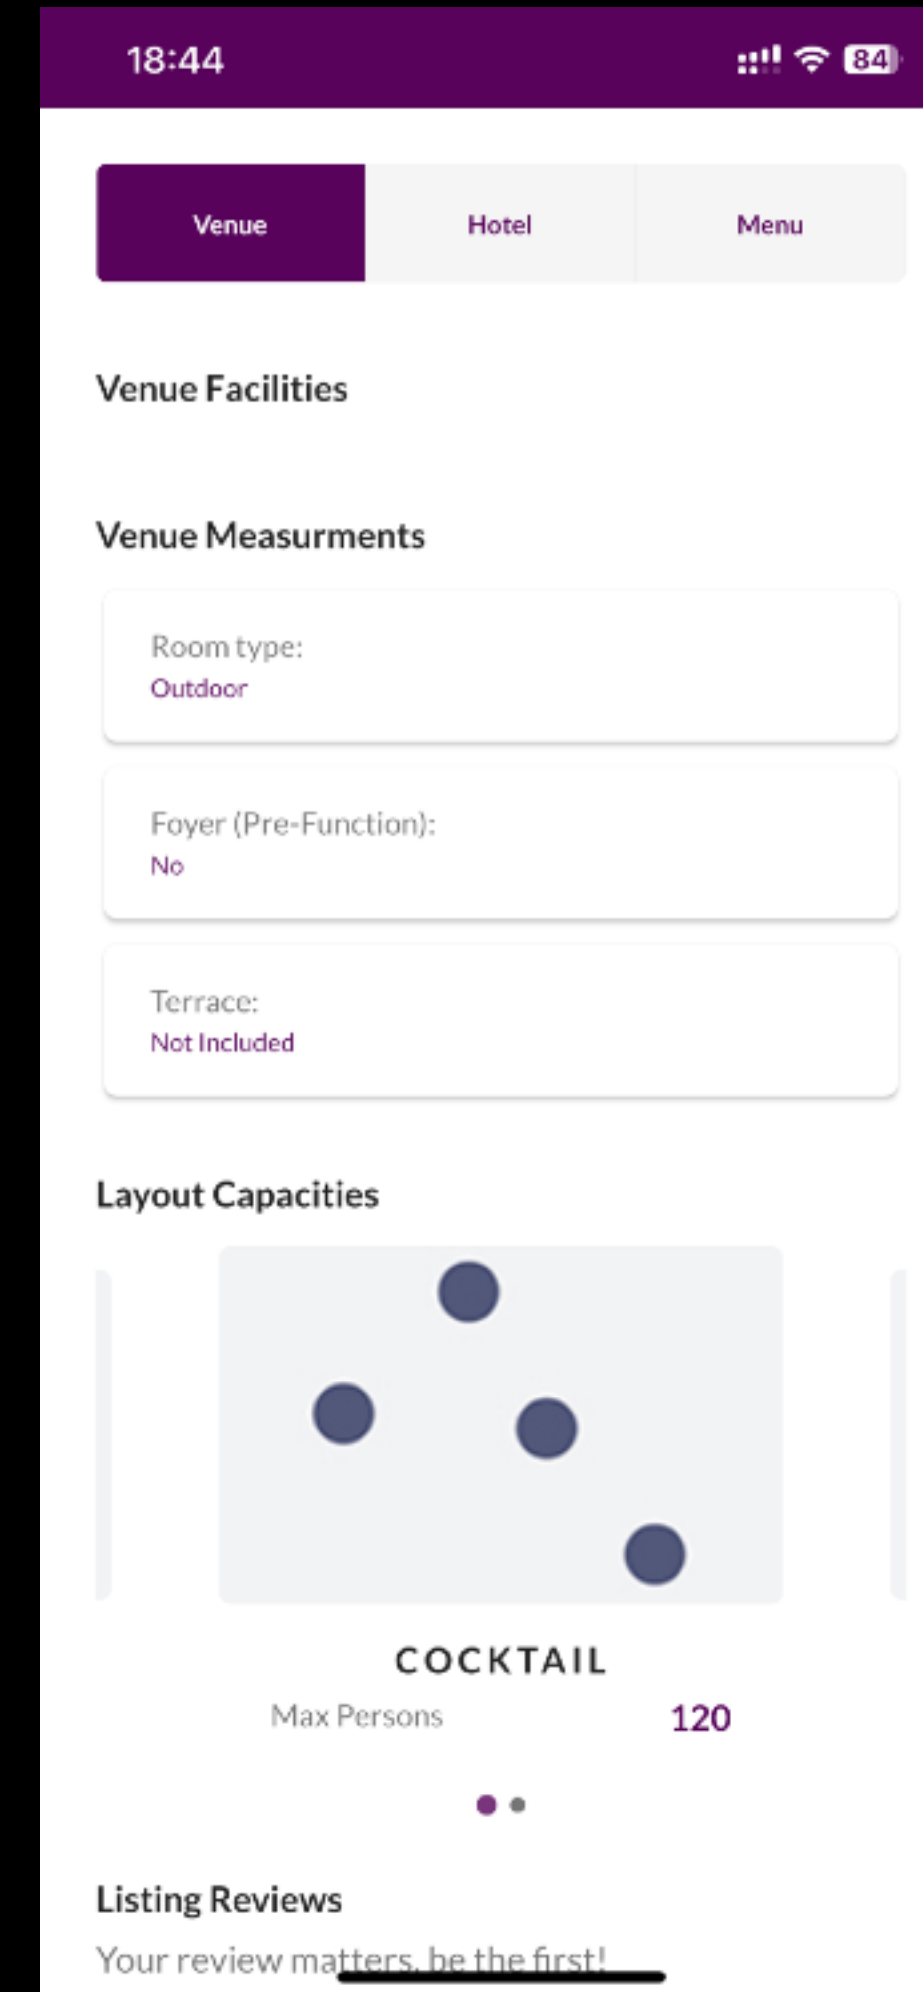 18:44
84
Venue
Hotel
Menu
Venue Facilities
Venue Measurments
Room type:
Outdoor
Foyer (Pre-Function):
No
Terrace:
Not Included
Layout Capacities
COCKTAIL
Max Persons 120
Listing Reviews
Your review matters, be the first!